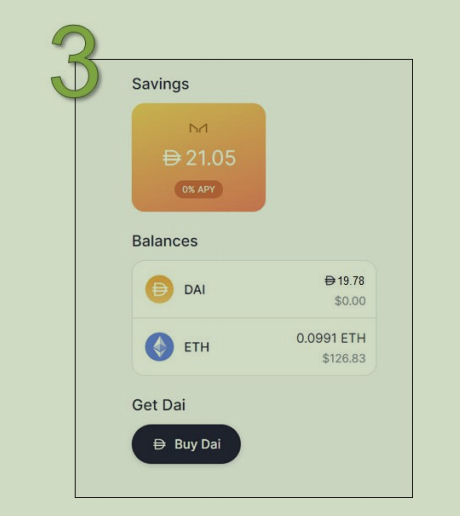 3
Savings
21.05
0% APY
Balances
DAI
19.78
$0.00
ETH
0.0991 ETH
$126.83
Get Dai
Buy Dai